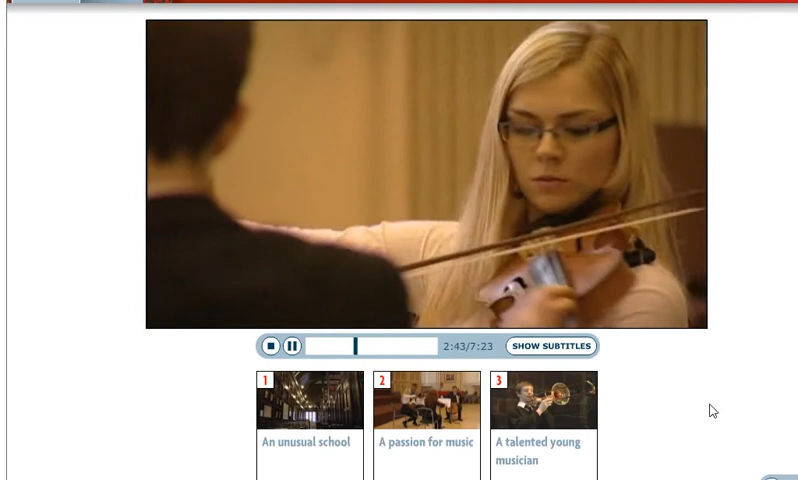 2:43/7:23
SHOW SUBTITLES
1
2
3
An unusual school
A passion for music
A talented young
musician